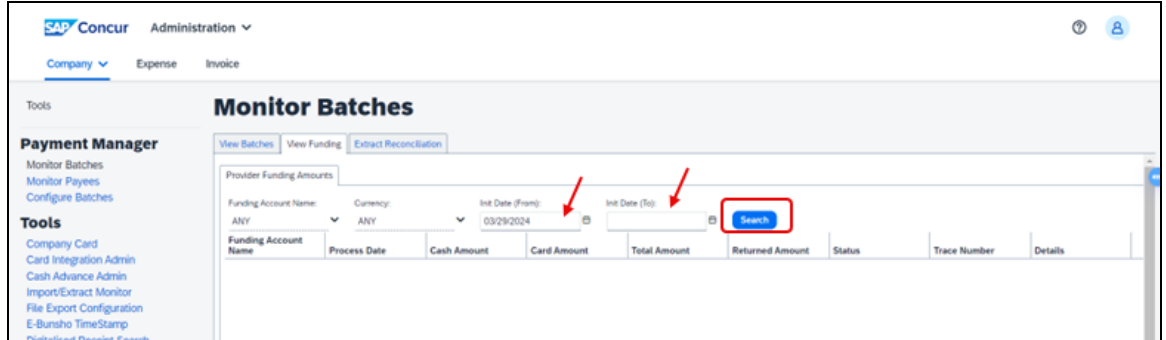 SAP Concur Administration
Company Expense Invoice
Tools
Payment Manager
Monitor Batches
Monitor Payees
Configure Batches
Tools
Company Card
Card Integration Admin
Cash Advance Admin
Import/Extract Monitor
File Export Configuration
E-Bunsho TimeStamp
Digitalised Receipt Search
Monitor Batches
View Batches View Funding Extract Reconciliation
Provider Funding Amounts
Funding Account Name: Currency: Init Date (From): Init Date (To):
ANY ANY 03/29/2024 Search
Funding Account Name Process Date Cash Amount Card Amount Total Amount Returned Amount Status Trace Number Details